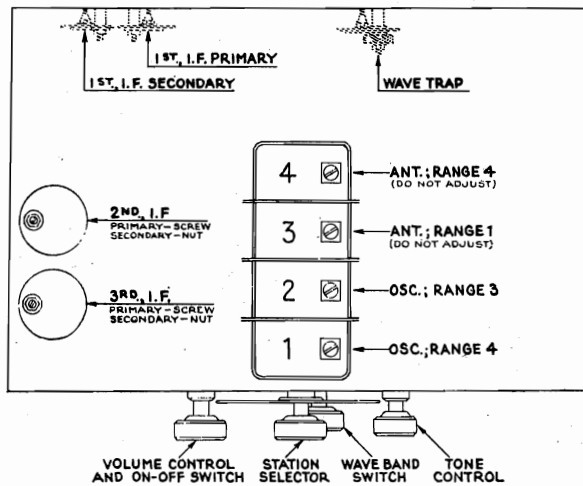 1ST., I.F. PRIMARY
1ST., I.F. SECONDARY
WAVE TRAP
4
ANT.; RANGE 4
(DO NOT ADJUST)
2ND., I.F
PRIMARY-SCREW
SECONDARY-NUT
3
ANT.; RANGE 1
(DO NOT ADJUST)
3RD., I.F.
PRIMARY-SCREW
SECONDARY-NUT
2
OSC.; RANGE 3
1
OSC.; RANGE 4
VOLUME CONTROL
AND ON-OFF SWITCH
STATION
SELECTOR
WAVE BAND
SWITCH
TONE
CONTROL